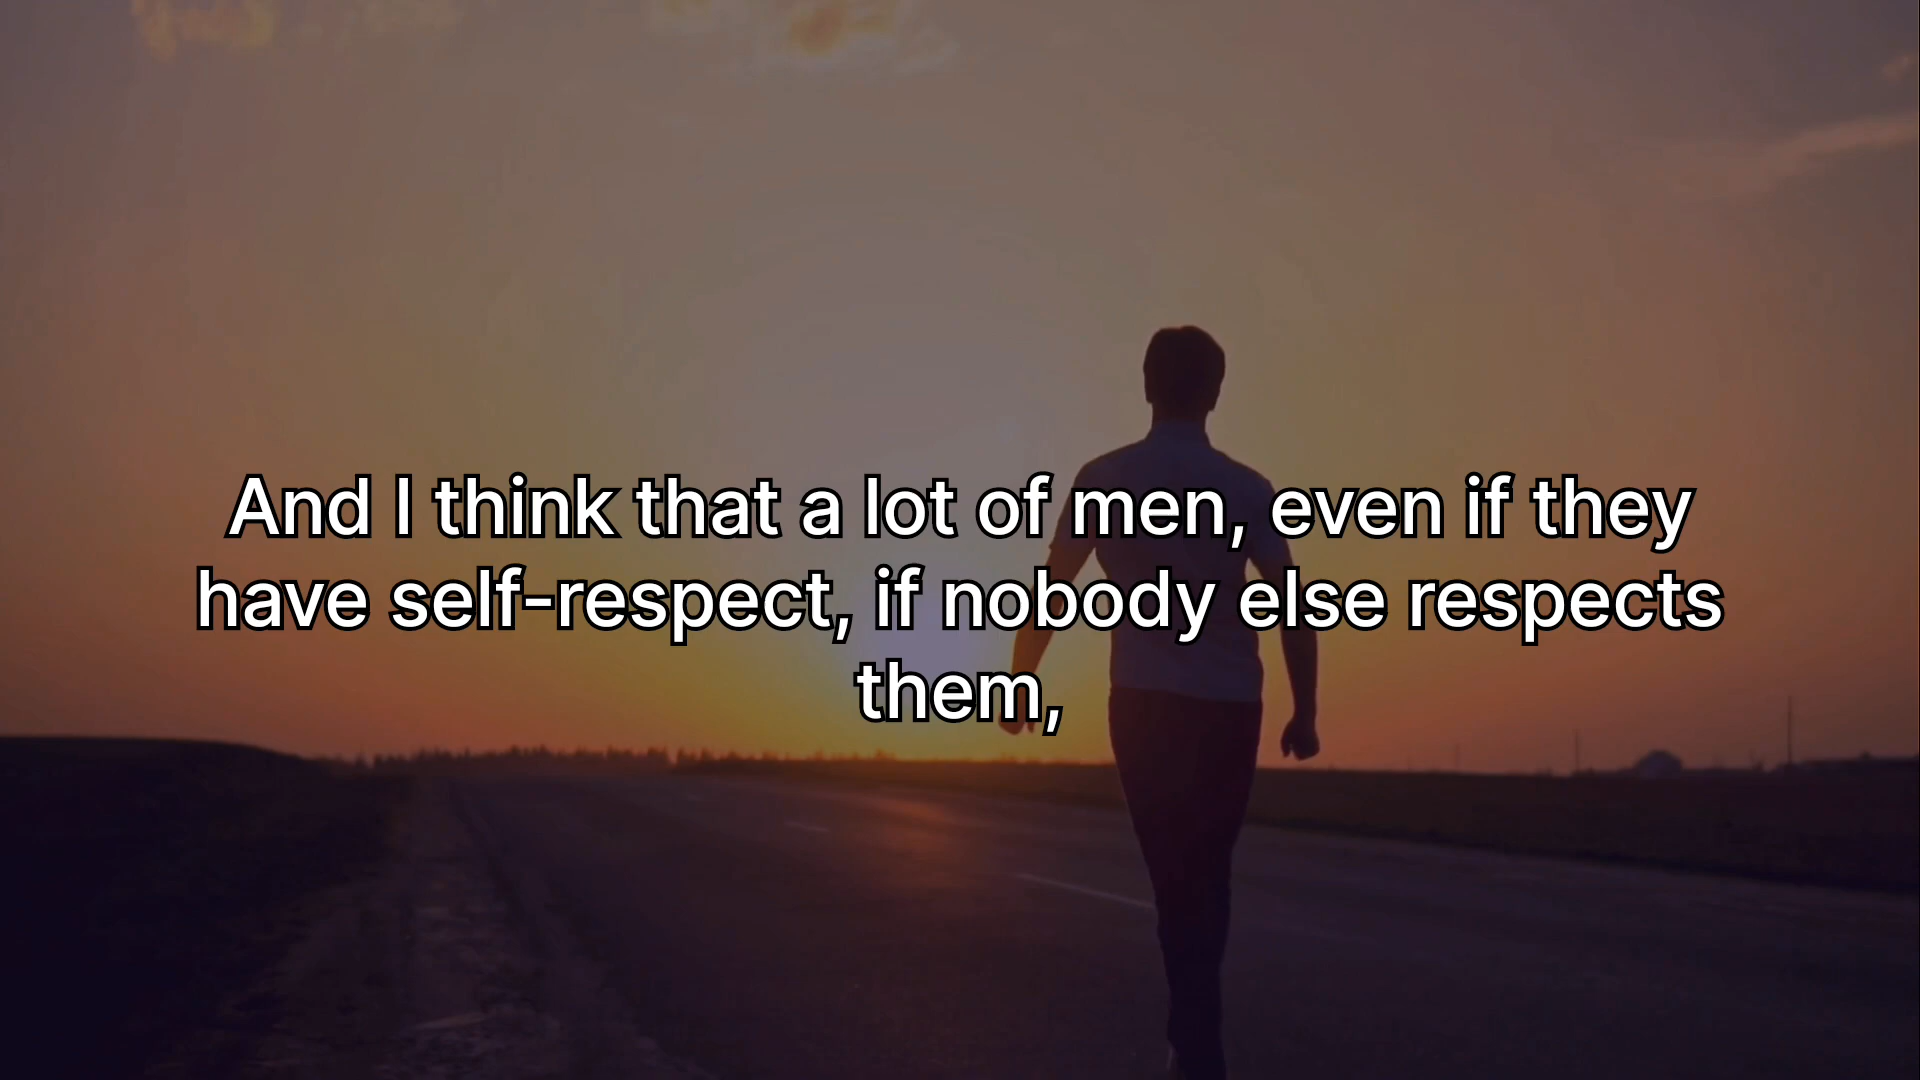 And I think that a lot of men, even if they
have self-respect, if nobody else respects
them,